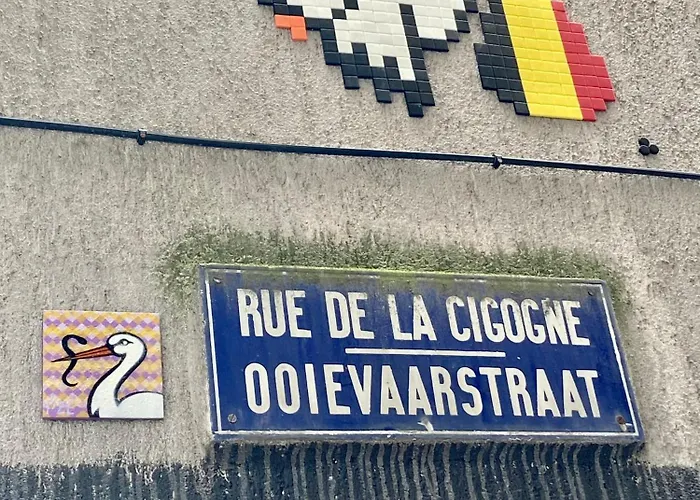 RUE DE LA CIGOGNE
OOIEVAARSTRAAT